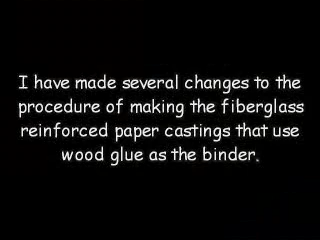 I have made several changes to the
procedure of making the fiberglass
reinforced paper castings that use
wood glue as the binder.